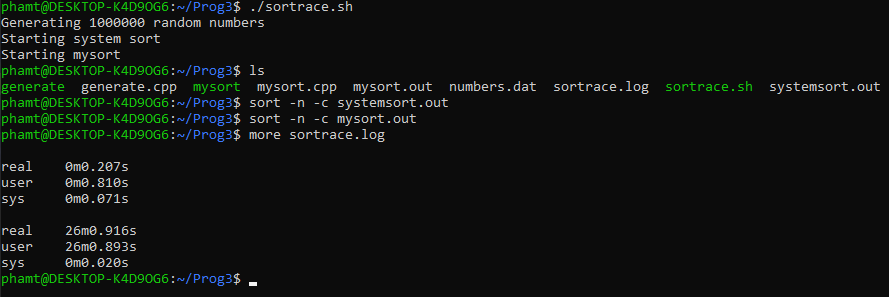 phamt@DESKTOP-K4D9OG6:~/Prog3$ ./sortrace.sh
Generating 1000000 random numbers
Starting system sort
Starting mysort
phamt@DESKTOP-K4D9OG6:~/Prog3$ ls
generate  generate.cpp  mysort  mysort.cpp  mysort.out  numbers.dat  sortrace.log  sortrace.sh  systemsort.out
phamt@DESKTOP-K4D9OG6:~/Prog3$ sort -n -c systemsort.out
phamt@DESKTOP-K4D9OG6:~/Prog3$ sort -n -c mysort.out
phamt@DESKTOP-K4D9OG6:~/Prog3$ more sortrace.log

real    0m0.207s
user    0m0.810s
sys     0m0.071s

real    26m0.916s
user    26m0.893s
sys     0m0.020s
phamt@DESKTOP-K4D9OG6:~/Prog3$